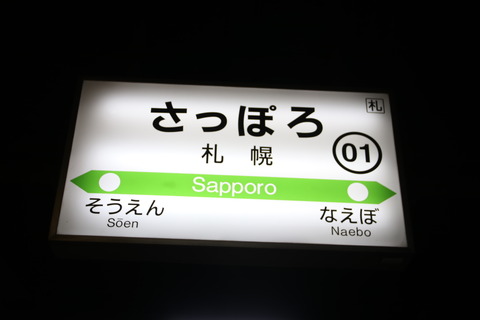 札
さっぽろ
札幌
01
Sapporo
そうえん
Sōen
なえぼ
Naebo